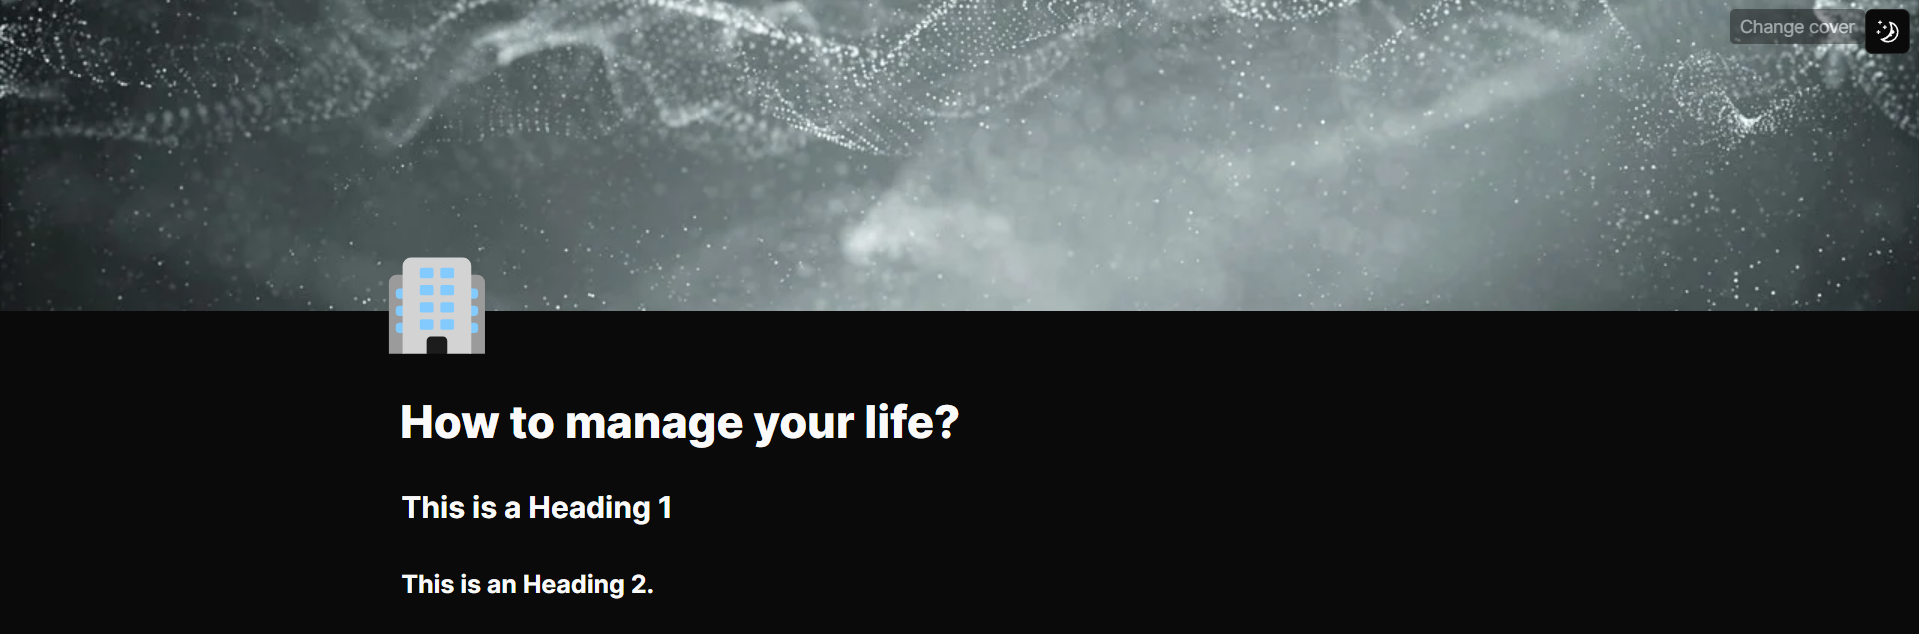 Change cover
How to manage your life?
This is a Heading 1
This is an Heading 2.